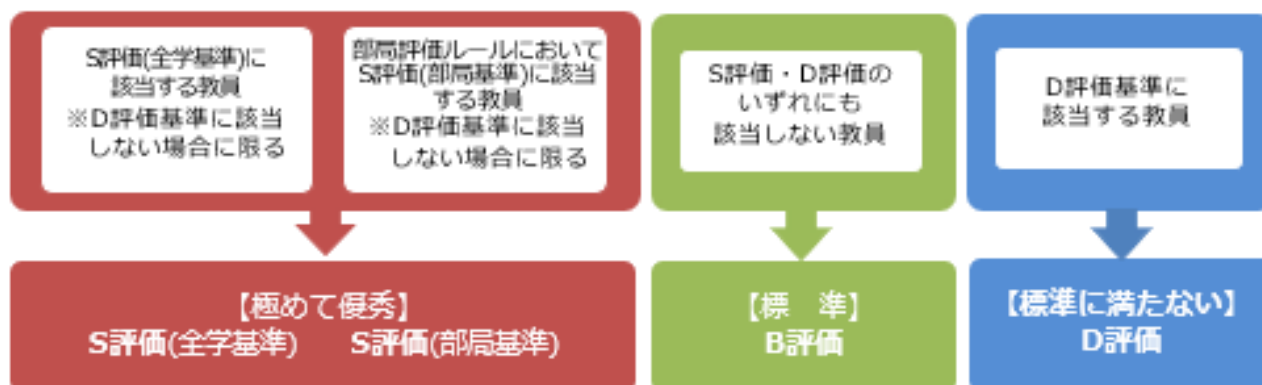 S評価(全学基準)に
該当する教員
※D評価基準に該当
しない場合に限る
部局評価ルールにおいて
S評価(部局基準)に該当
する教員
※D評価基準に該当
しない場合に限る
S評価・D評価の
いずれにも
該当しない教員
D評価基準に
該当する教員
【極めて優秀】
S評価(全学基準) S評価(部局基準)
【標 準】
B評価
【標準に満たない】
D評価